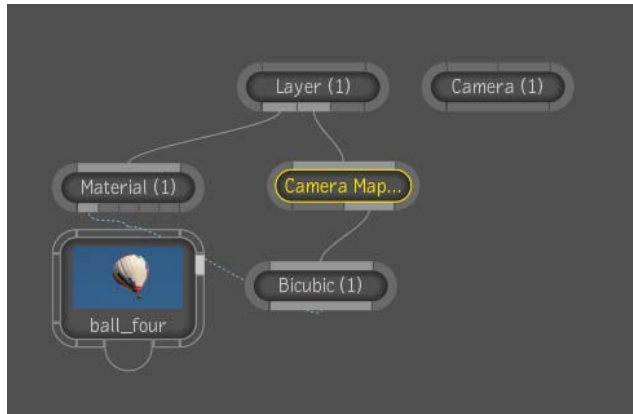 Layer (1)
Camera (1)
Material (1)
Camera Map...
Bicubic (1)
ball_four